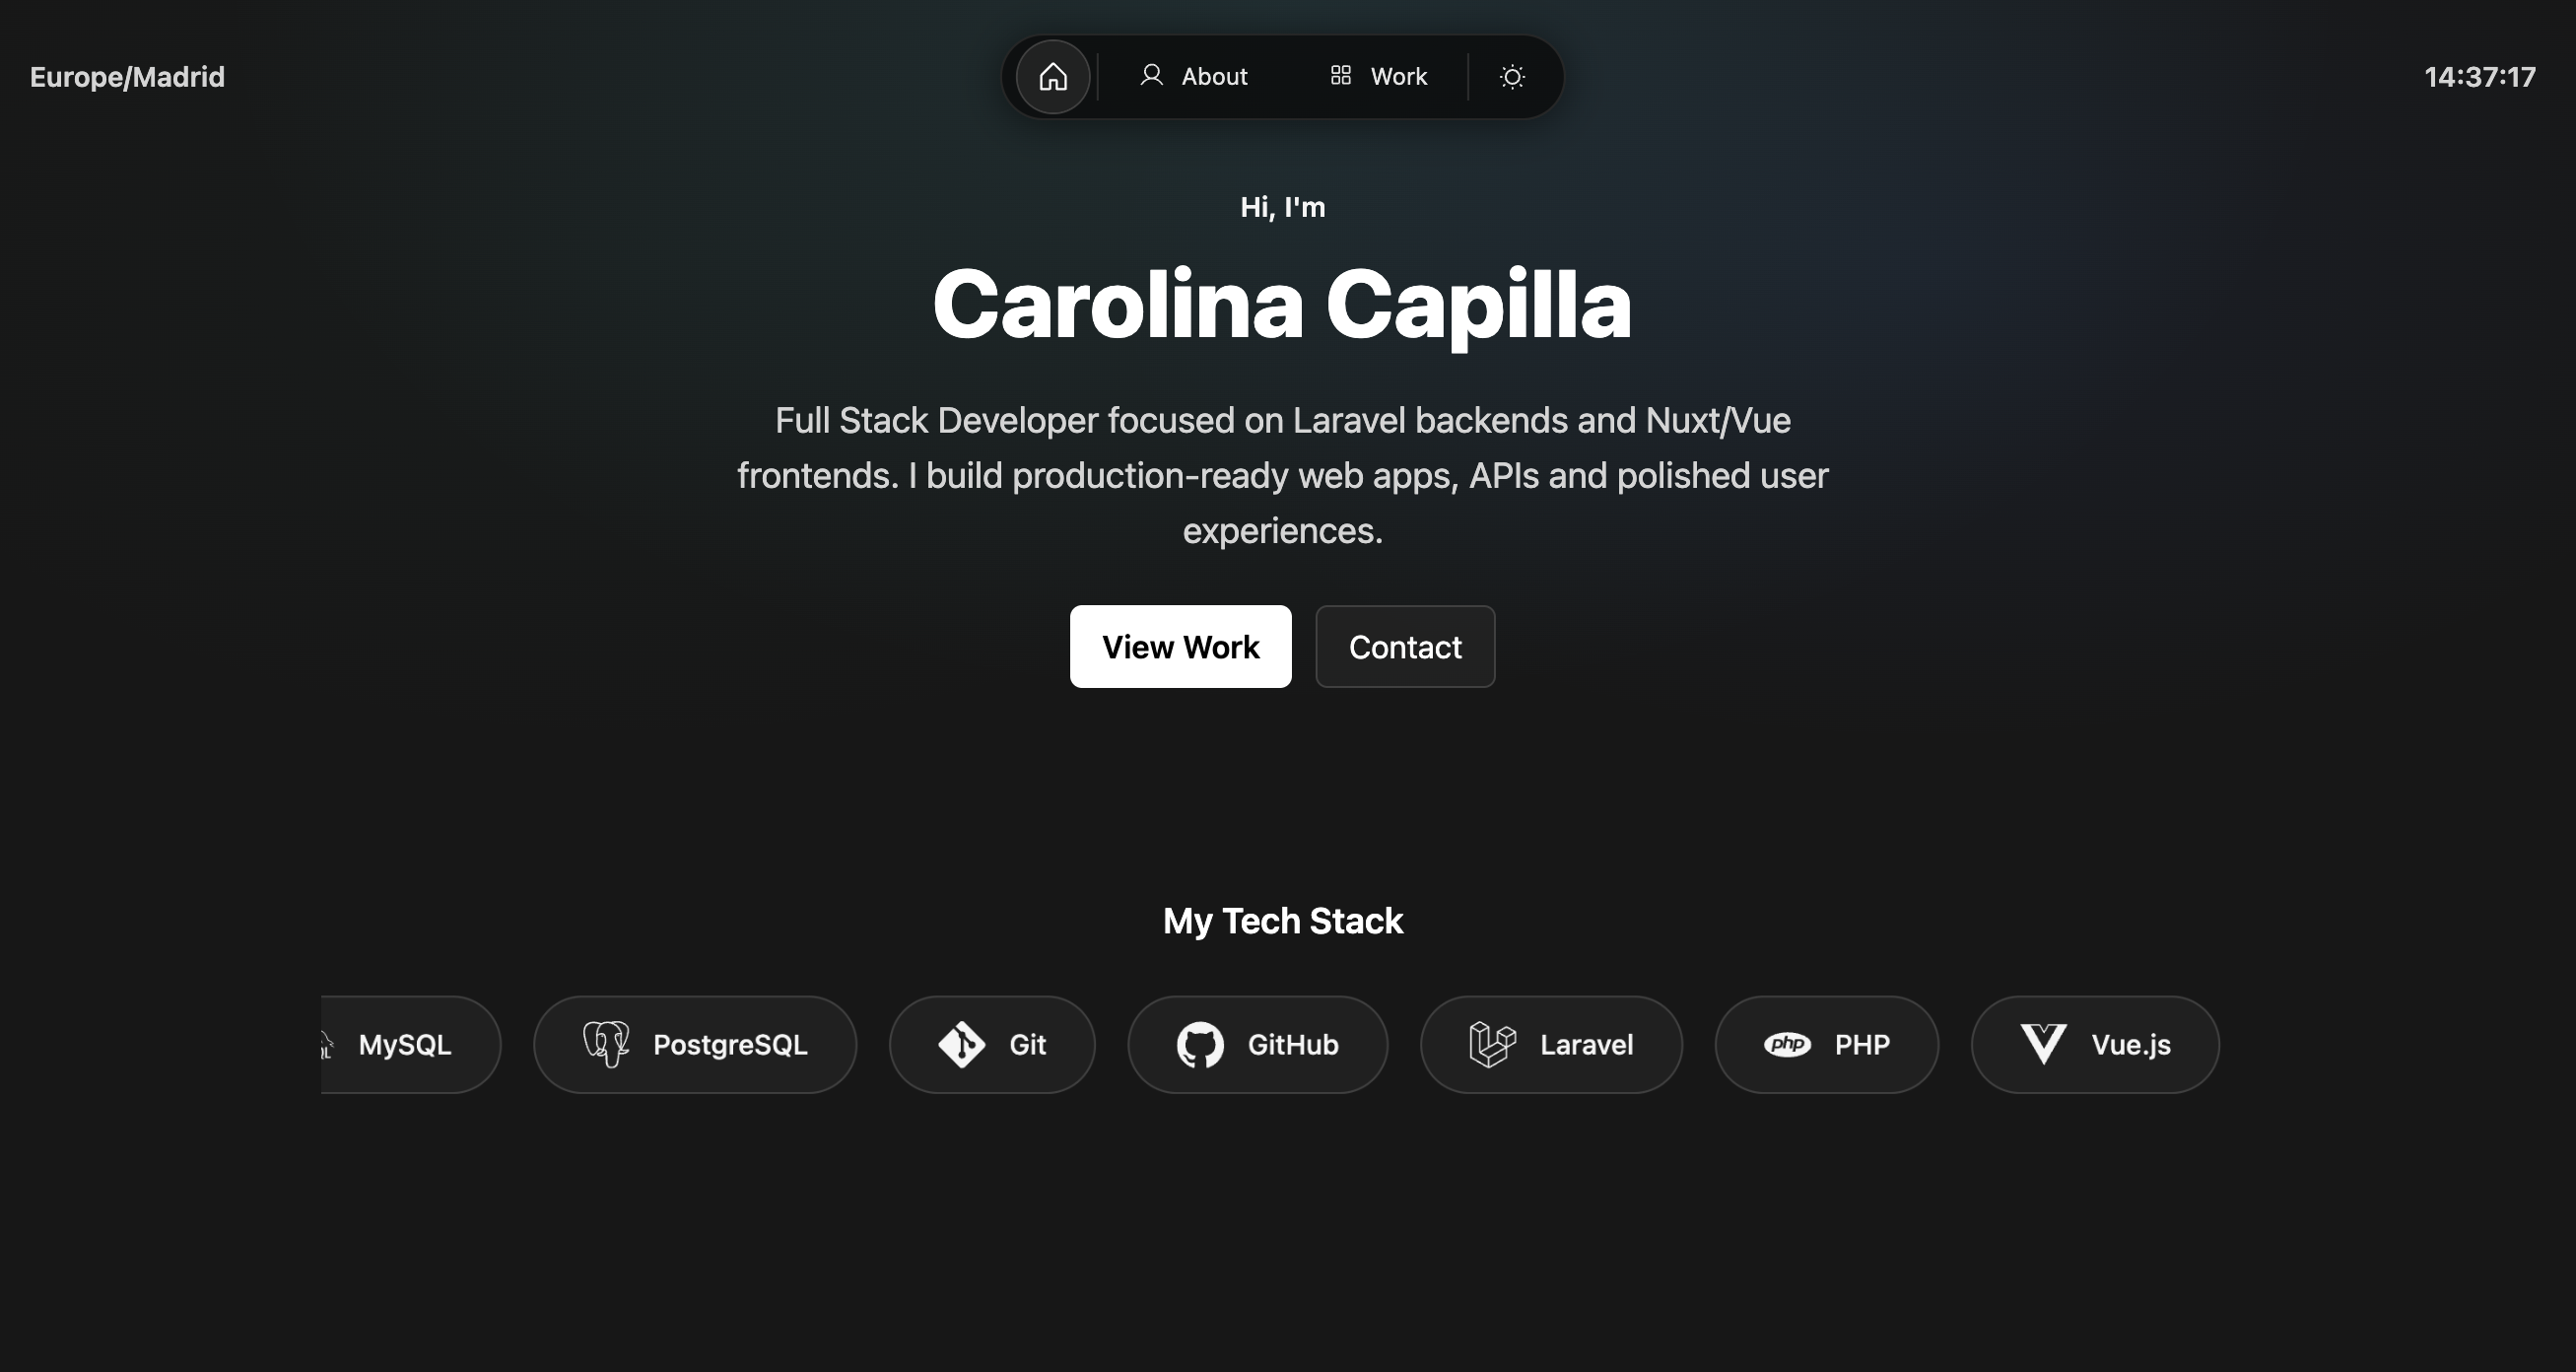 Europe/Madrid
About
Work
14:37:17
Hi, I'm
Carolina Capilla
Full Stack Developer focused on Laravel backends and Nuxt/Vue
frontends. I build production-ready web apps, APIs and polished user
experiences.
View Work
Contact
My Tech Stack
MySQL
PostgreSQL
Git
GitHub
Laravel
php
PHP
Vue.js